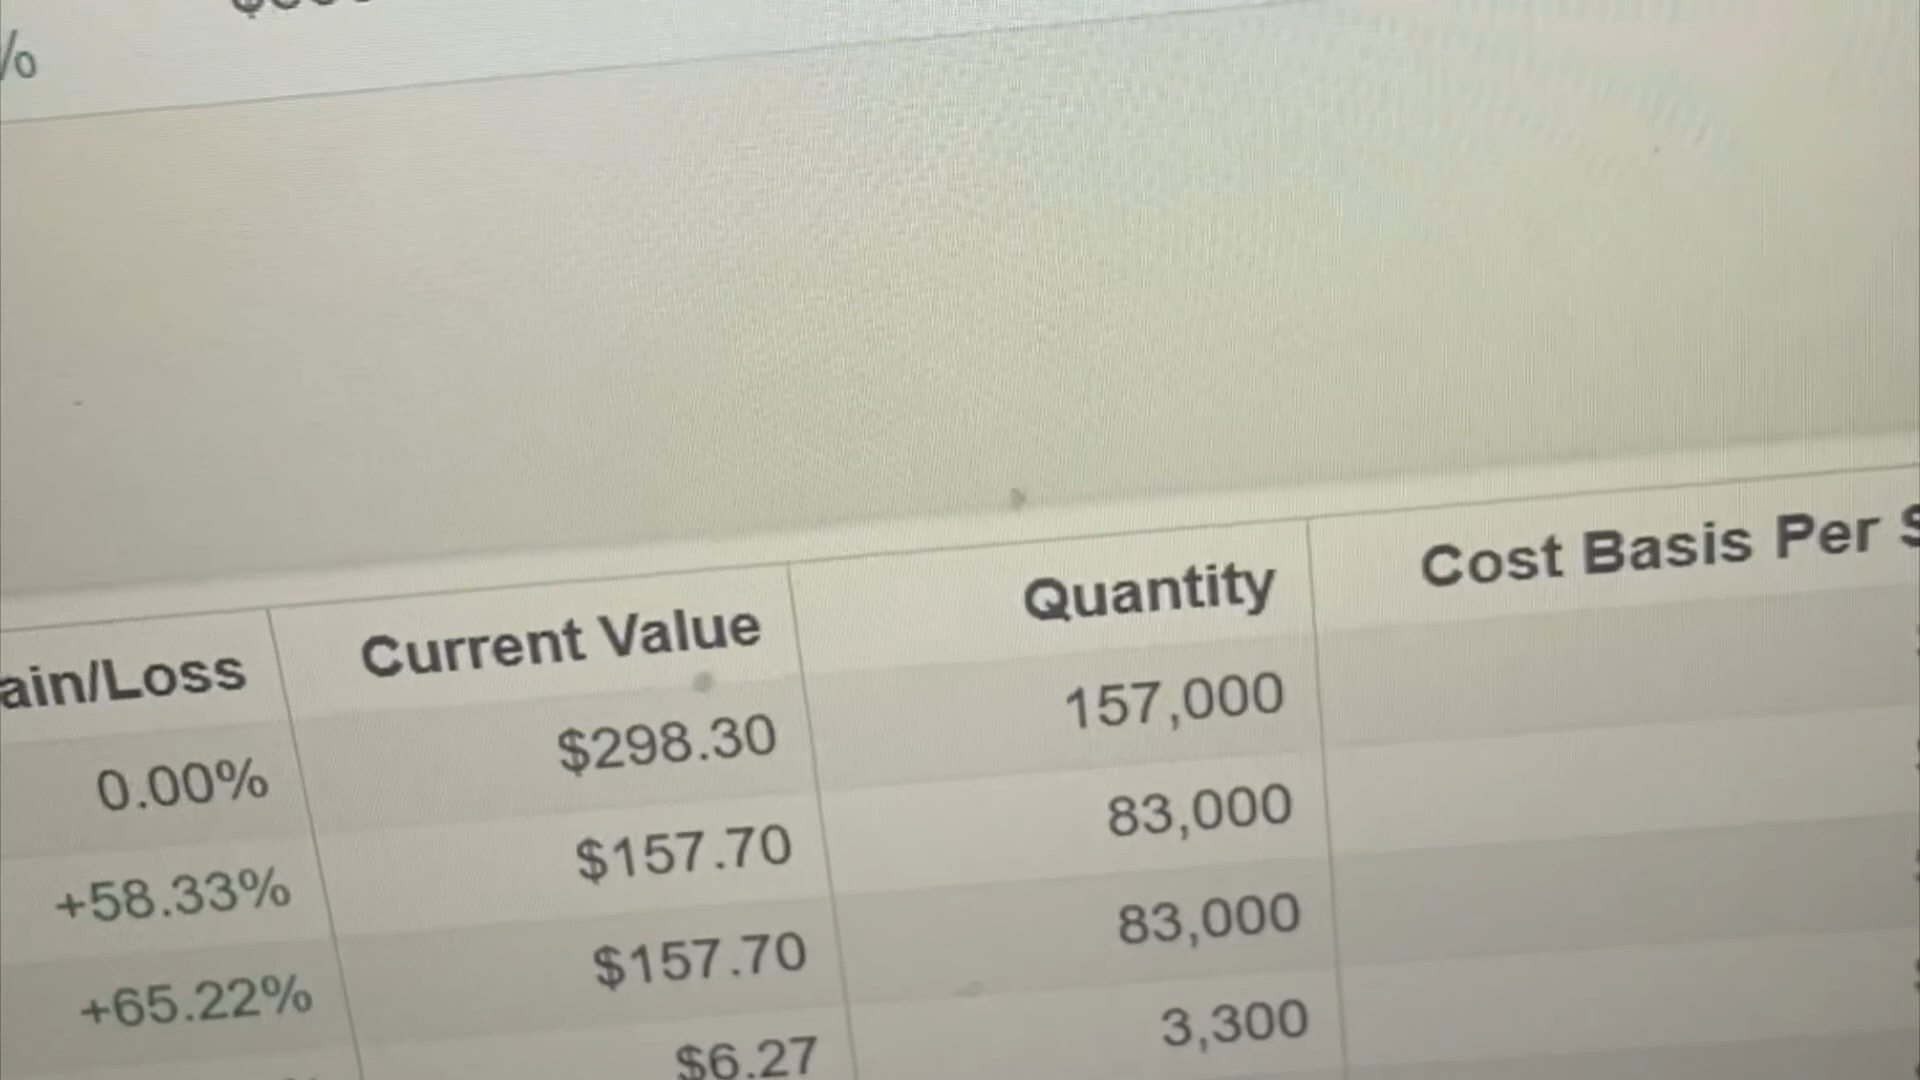 %
ain/Loss Current Value Quantity Cost Basis Per S
0.00% $298.30 157,000
+58.33% $157.70 83,000
+65.22% $157.70 83,000
$6.27 3,300